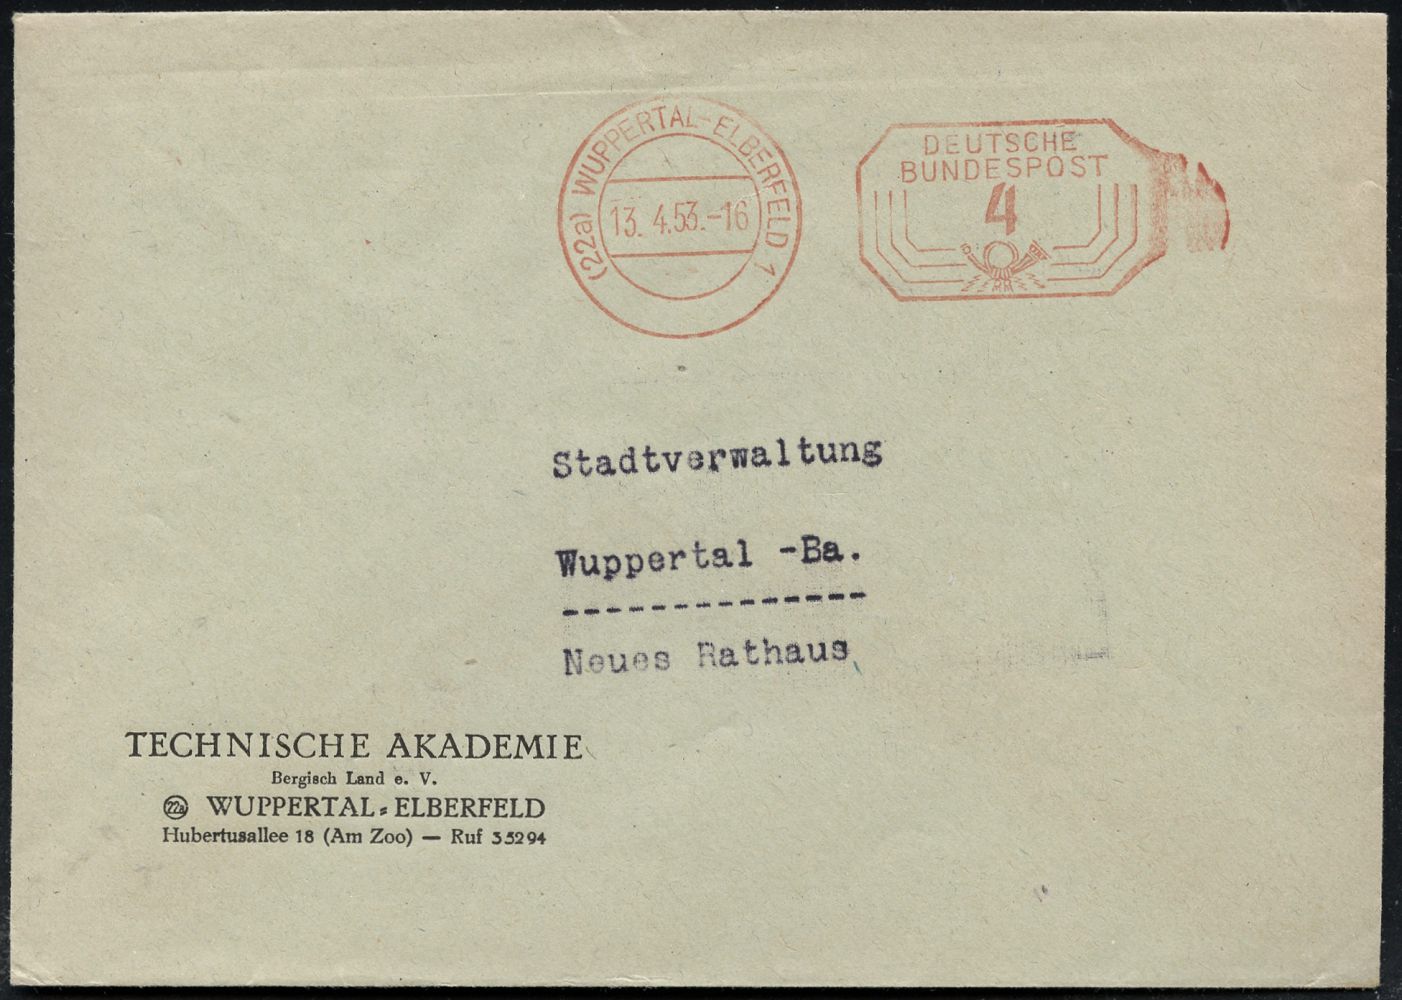 (22a) WUPPERTAL-ELBERFELD 1
13.4.53.-16
DEUTSCHE
BUNDESPOST
4
Stadtverwaltung
Wuppertal -Ba.
--------------
Neues Rathaus
TECHNISCHE AKADEMIE
Bergisch Land e. V.
22a WUPPERTAL-ELBERFELD
Hubertusallee 18 (Am Zoo) — Ruf 35294